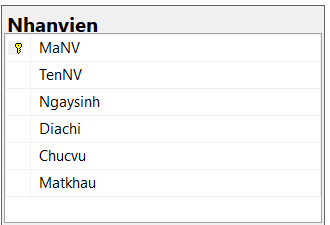 Nhanvien
MaNV
TenNV
Ngaysinh
Diachi
Chucvu
Matkhau